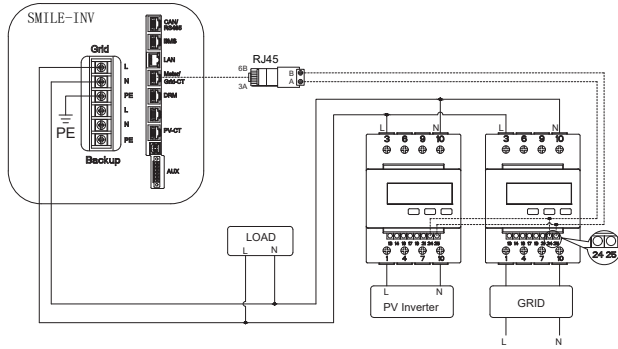 SMILE-INV
Grid
L
N
PE
L
N
PE
Backup
PE
CAN/
RS485
BMS
LAN
Meter/
Grid-CT
DRM
PV-CT
AUX
RJ45
6B
3A
B
A
LOAD
L N
L N
3 6 9 10
1 4 7 10
L N
PV Inverter
L N
3 6 9 10
24 25
1 4 7 10
GRID
L N